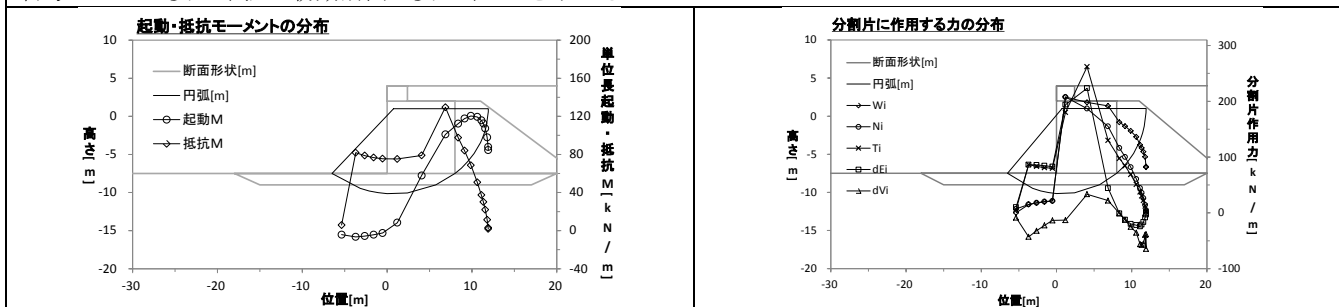 起動・抵抗モーメントの分布
断面形状[m]
円弧[m]
起動M
抵抗M
10
5
0
-5
-10
-15
-20
高さ[m]
200
160
120
80
40
0
-40
単位長起動・抵抗M[kN/m]
-30
-20
-10
0
10
20
位置[m]
分割片に作用する力の分布
断面形状[m]
円弧[m]
Wi
Ni
Ti
dEi
dVi
10
5
0
-5
-10
-15
-20
高さ[m]
300
200
100
0
-100
分割片作用力[kN/m]
-30
-20
-10
0
10
20
位置[m]